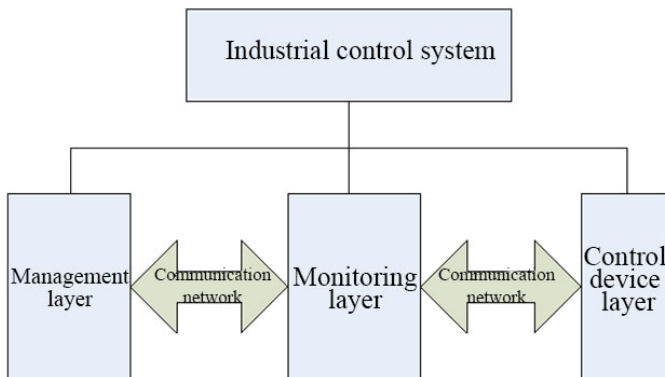 Industrial control system
Management
layer
Communication
network
Monitoring
layer
Communication
network
Control
device
layer